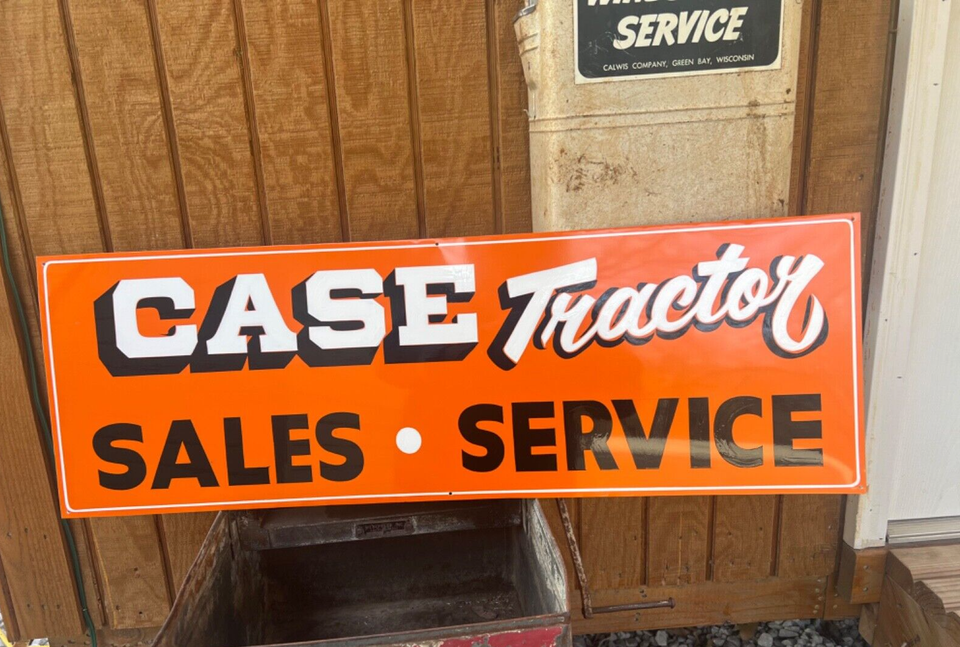 SERVICE
CALWIS COMPANY, GREEN BAY, WISCONSIN
CASE Tractor
SALES • SERVICE